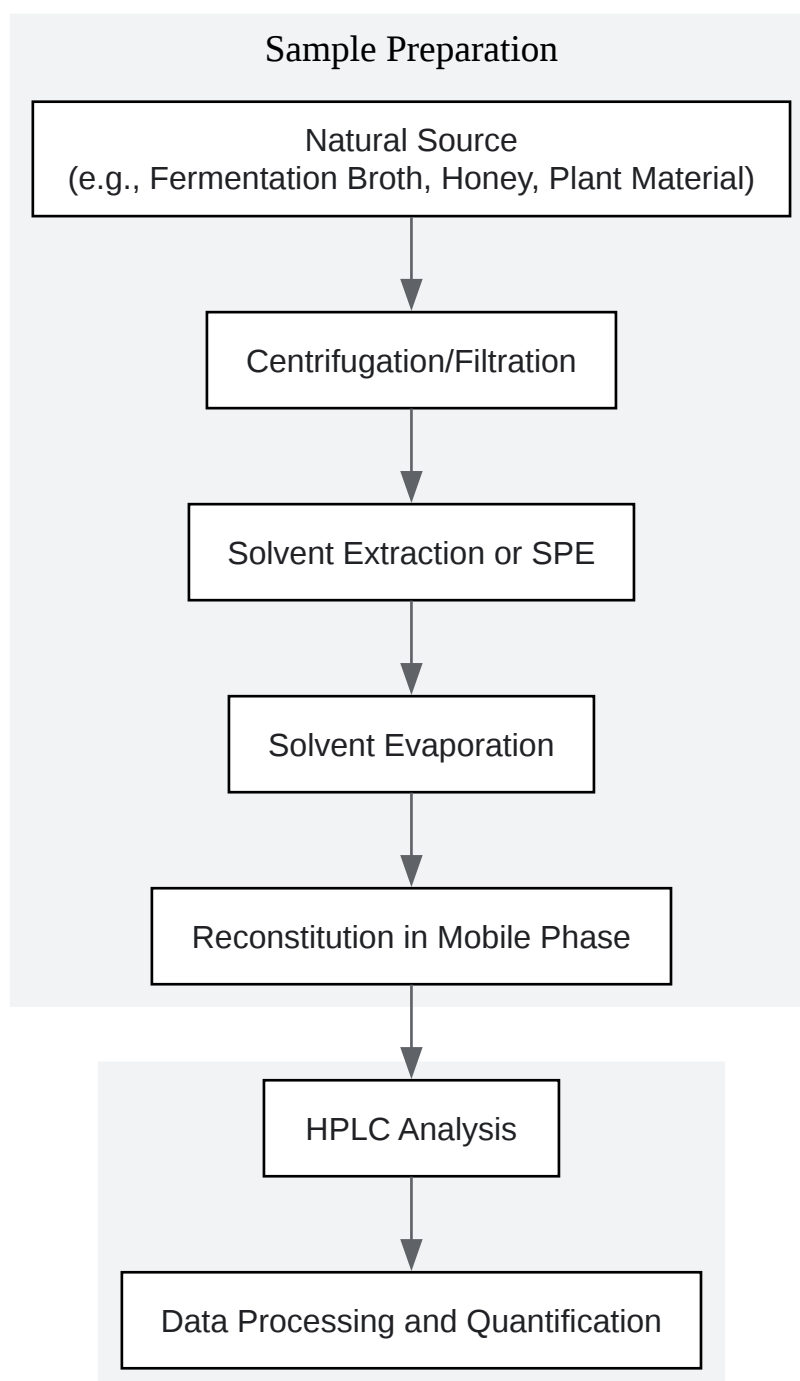 Sample Preparation
Natural Source
(e.g., Fermentation Broth, Honey, Plant Material)
Centrifugation/Filtration
Solvent Extraction or SPE
Solvent Evaporation
Reconstitution in Mobile Phase
HPLC Analysis
Data Processing and Quantification